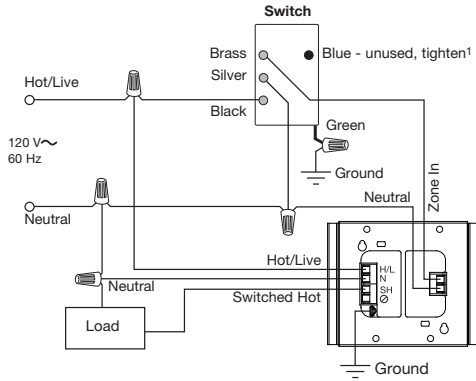 Switch
Brass
Blue - unused, tighten1
Silver
Hot/Live
Black
Green
120 V~
60 Hz
Ground
Zone In
Neutral
Neutral
Hot/Live
H/L
N
Neutral
Switched Hot
SH
Load
Ground